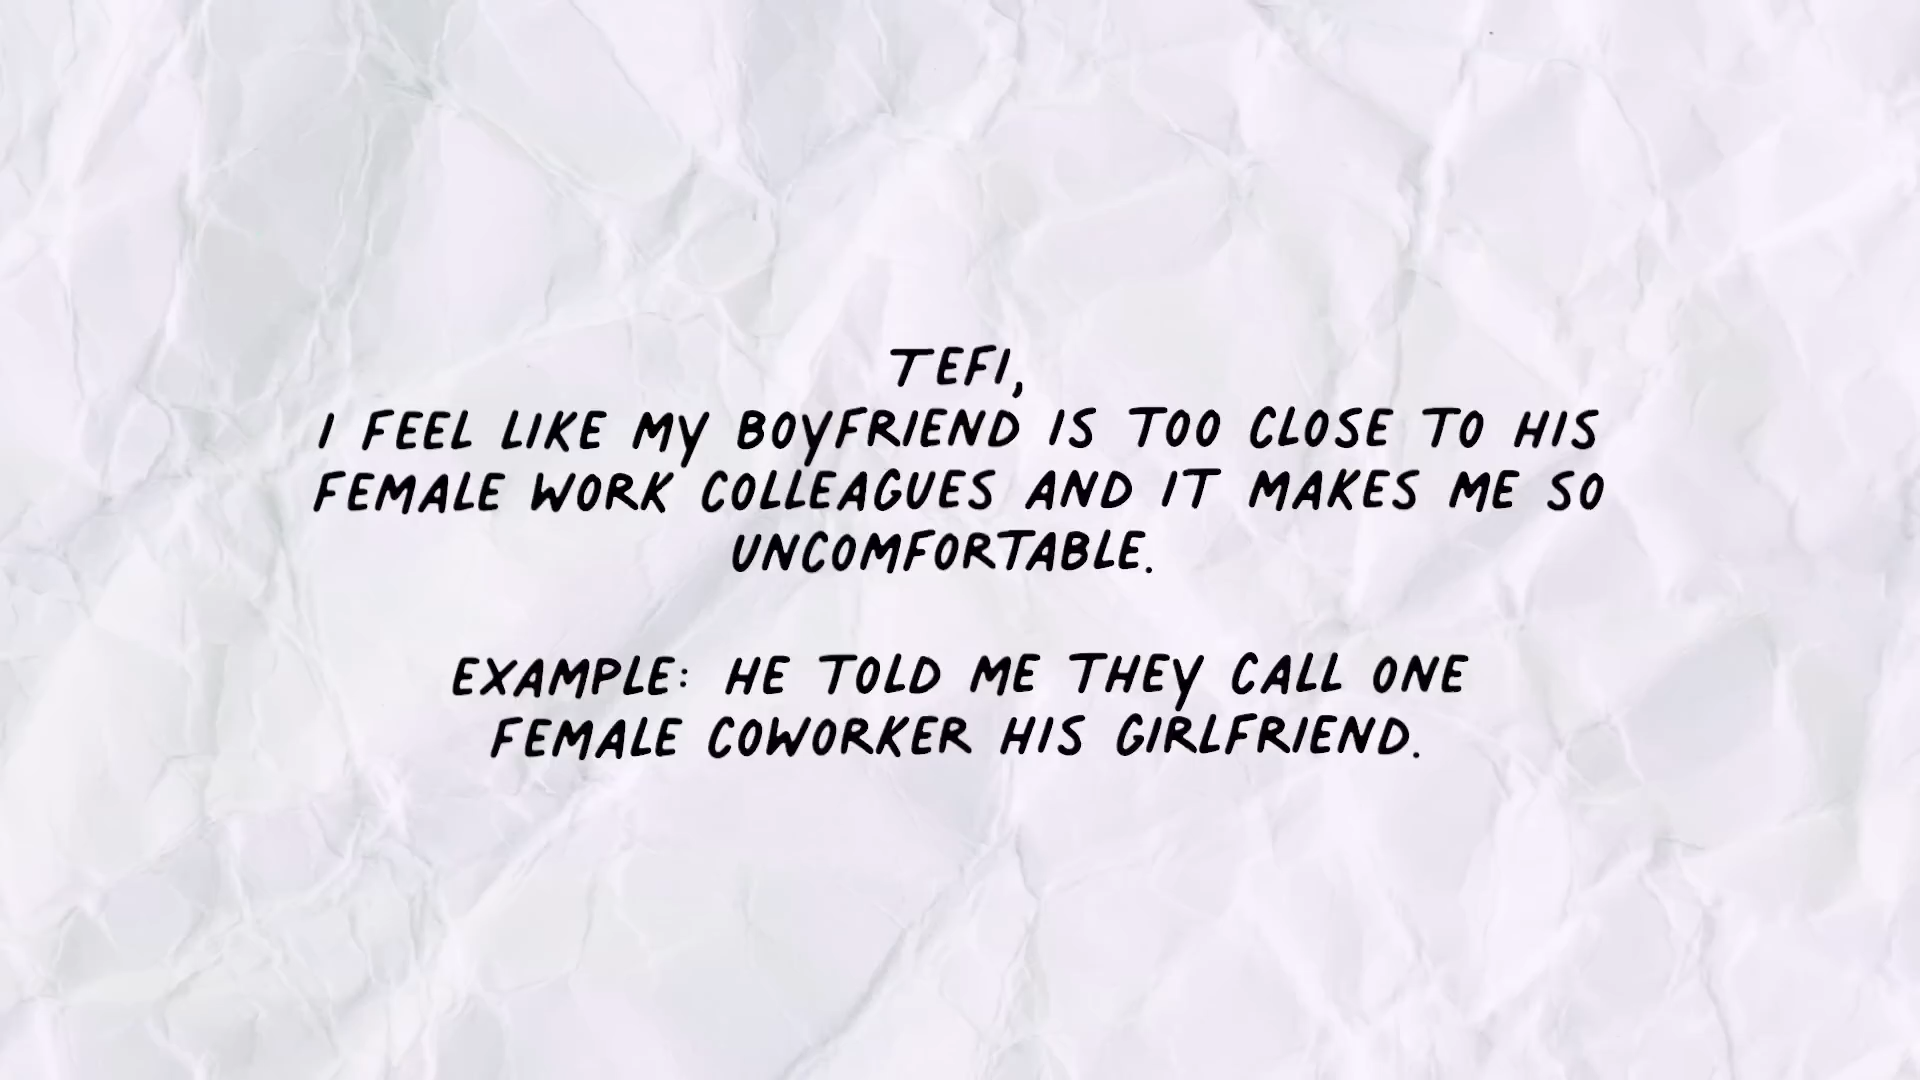 TEFI,
I FEEL LIKE MY BOYFRIEND IS TOO CLOSE TO HIS
FEMALE WORK COLLEAGUES AND IT MAKES ME SO
UNCOMFORTABLE.
EXAMPLE: HE TOLD ME THEY CALL ONE
FEMALE COWORKER HIS GIRLFRIEND.